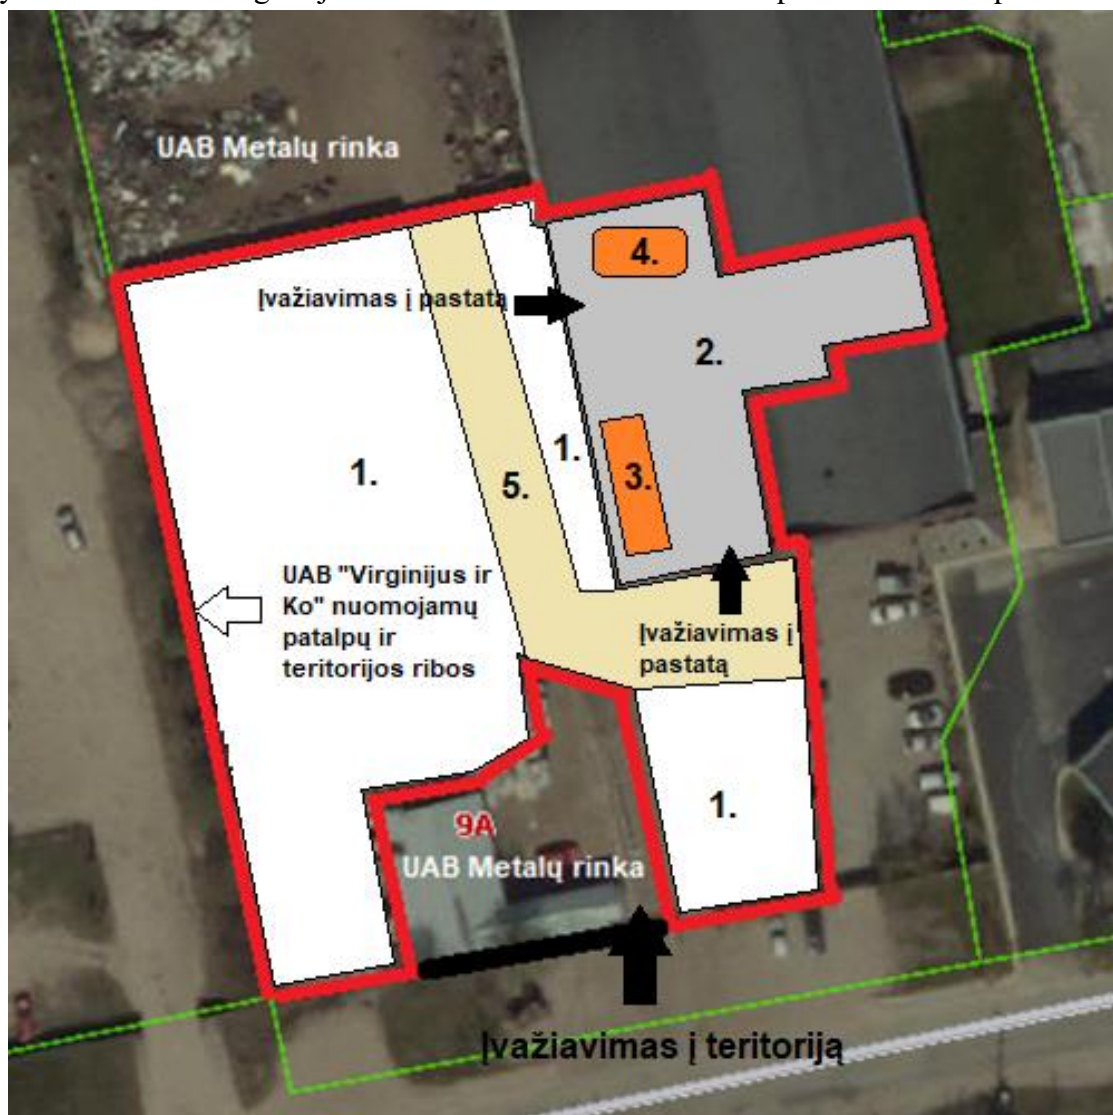 UAB Metalų rinka
4.
Įvažiavimas į pastatą
2.
1.
1.
5.
3.
UAB "Virginijus ir
Ko" nuomojamų
patalpų ir
teritorijos ribos
Įvažiavimas į
pastatą
1.
9A
UAB Metalų rinka
Įvažiavimas į teritoriją